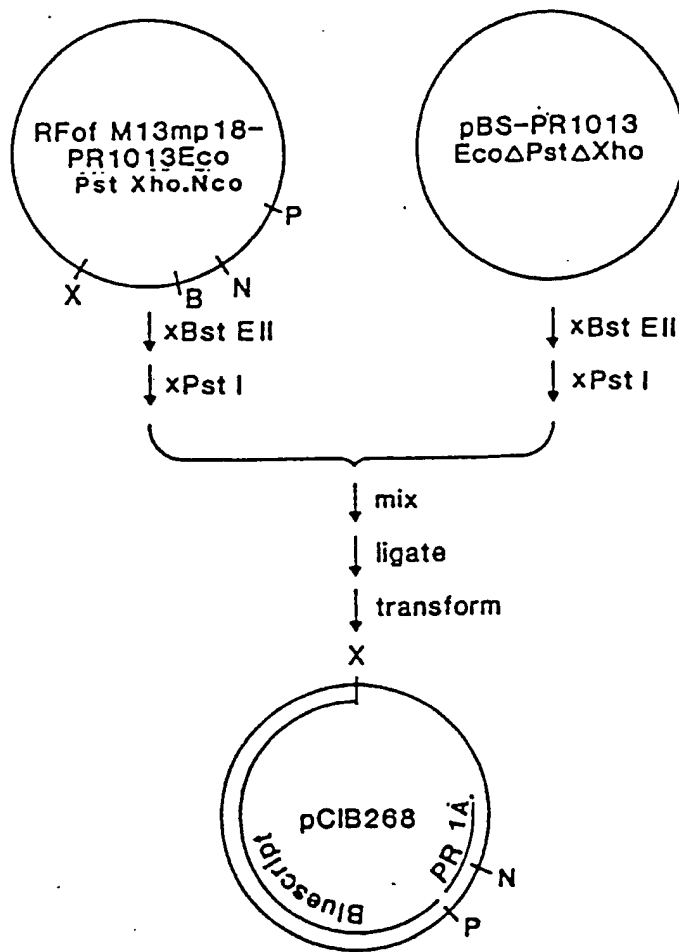 RFof M13mp18-
PR1013Eco
Pst Xho.Nco
P
N
B
X
pBS-PR1013
EcoΔPstΔXho
xBst EII
xPst I
xBst EII
xPst I
mix
ligate
transform
X
pCIB268
Bluescript
PR 1A.
N
P